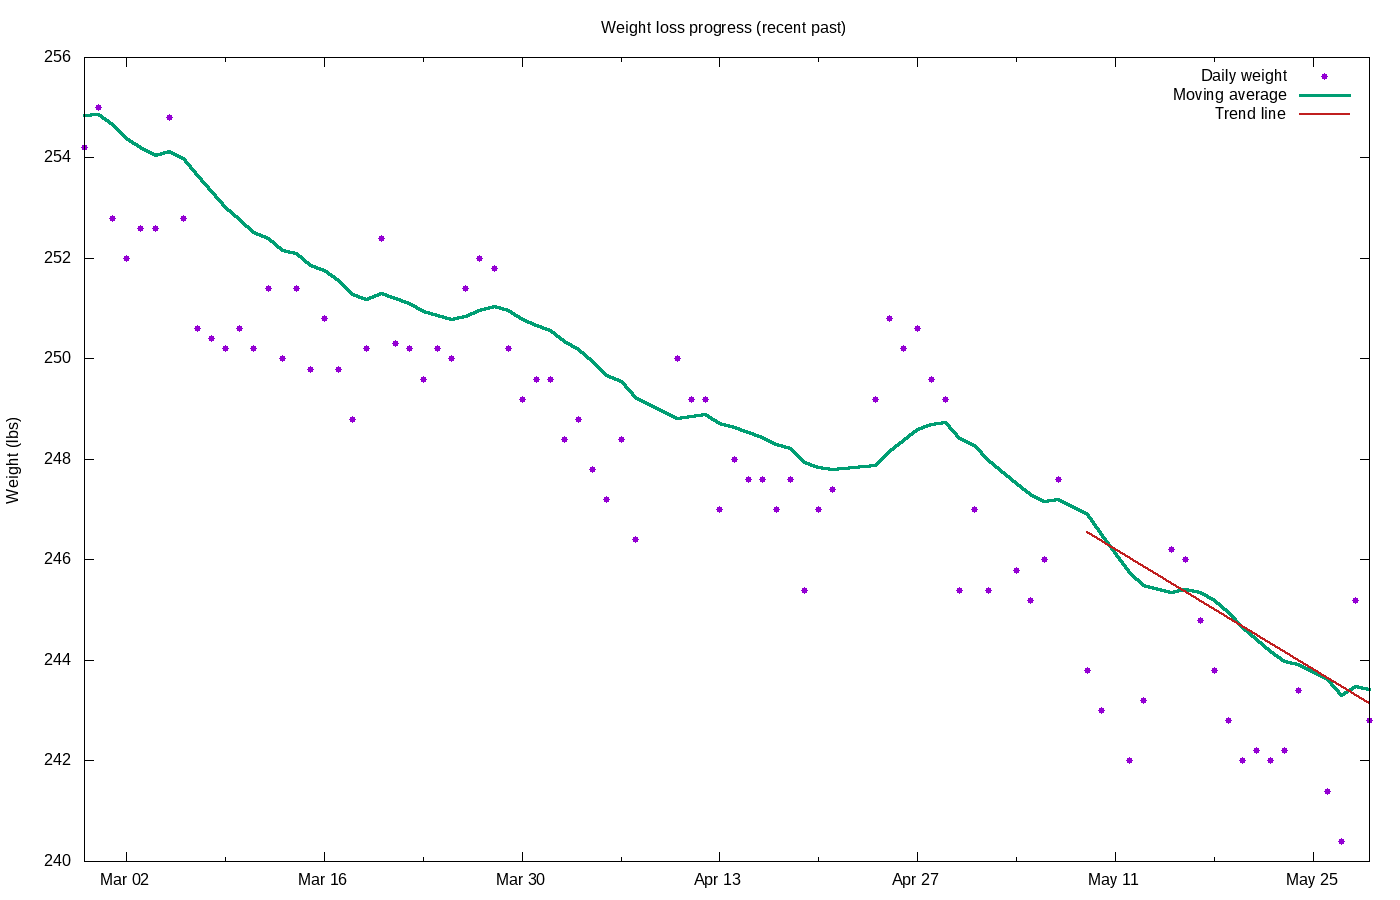 Weight loss progress (recent past)
Daily weight
Moving average
Trend line
Weight (lbs)
256
254
252
250
248
246
244
242
240
Mar 02 Mar 16 Mar 30 Apr 13 Apr 27 May 11 May 25